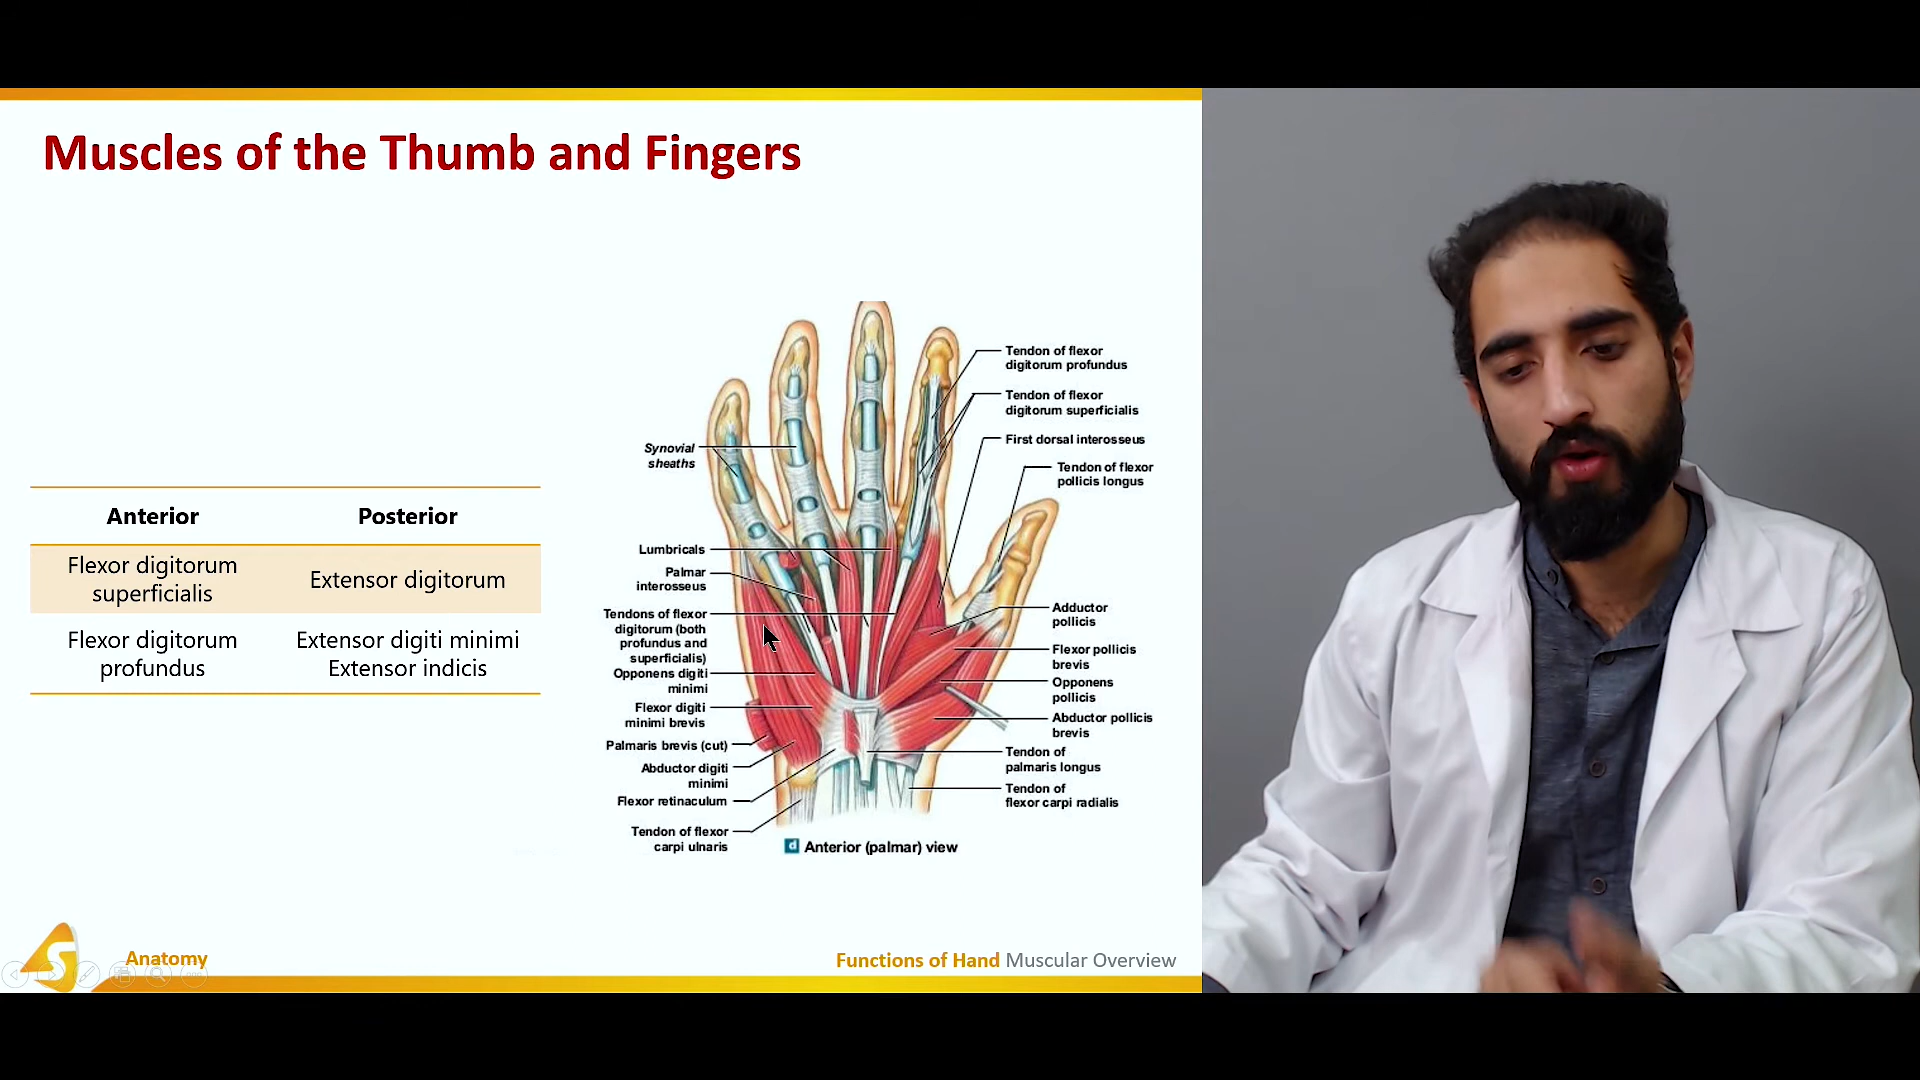 Muscles of the Thumb and Fingers
Anterior
Posterior
Flexor digitorum
superficialis
Extensor digitorum
Flexor digitorum
profundus
Extensor digiti minimi
Extensor indicis
Synovial
sheaths
Lumbricals
Palmar
interosseus
Tendons of flexor
digitorum (both
profundus and
superficialis)
Opponens digiti
minimi
Flexor digiti
minimi brevis
Palmaris brevis (cut)
Abductor digiti
minimi
Flexor retinaculum
Tendon of flexor
carpi ulnaris
Tendon of flexor
digitorum profundus
Tendon of flexor
digitorum superficialis
First dorsal interosseus
Tendon of flexor
pollicis longus
Adductor
pollicis
Flexor pollicis
brevis
Opponens
pollicis
Abductor pollicis
brevis
Tendon of
palmaris longus
Tendon of
flexor carpi radialis
d Anterior (palmar) view
S
Anatomy
Functions of Hand Muscular Overview